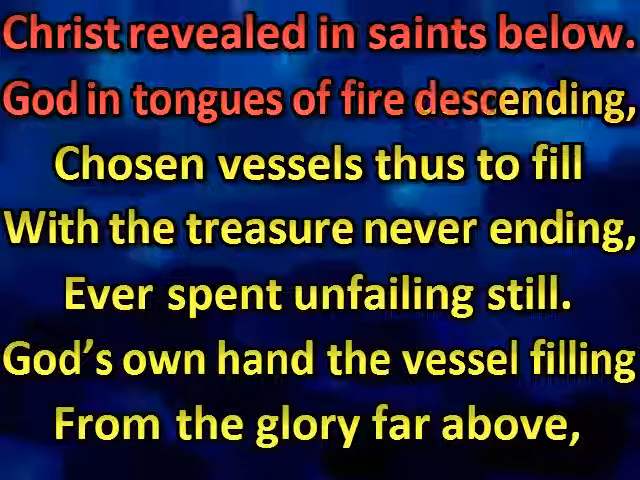 Christ revealed in saints below.
God in tongues of fire descending,
Chosen vessels thus to fill
With the treasure never ending,
Ever spent unfailing still.
God’s own hand the vessel filling
From the glory far above,